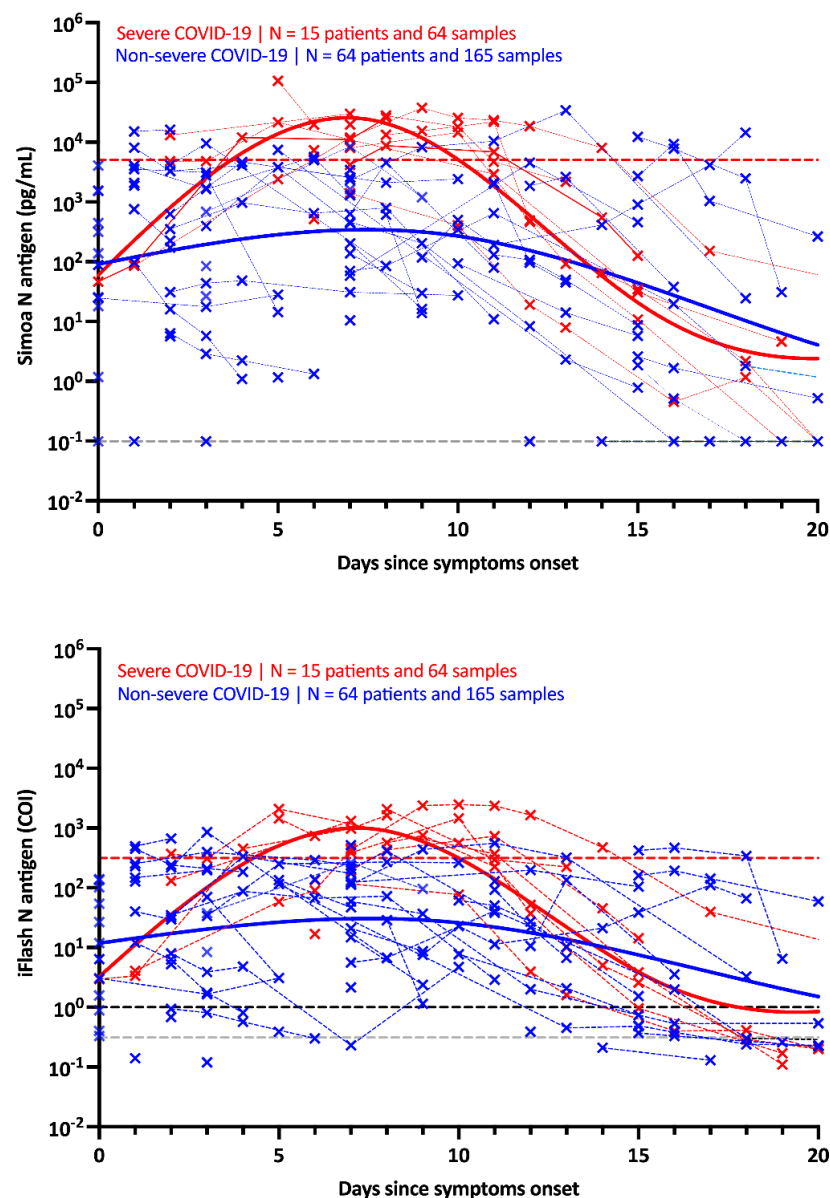 Severe COVID-19 | N = 15 patients and 64 samples
Non-severe COVID-19 | N = 64 patients and 165 samples
10⁶
10⁵
10⁴
10³
10²
10¹
10⁰
10⁻¹
10⁻²
Simoa N antigen (pg/mL)
0 5 10 15 20
Days since symptoms onset
Severe COVID-19 | N = 15 patients and 64 samples
Non-severe COVID-19 | N = 64 patients and 165 samples
10⁶
10⁵
10⁴
10³
10²
10¹
10⁰
10⁻¹
10⁻²
iFlash N antigen (COI)
0 5 10 15 20
Days since symptoms onset